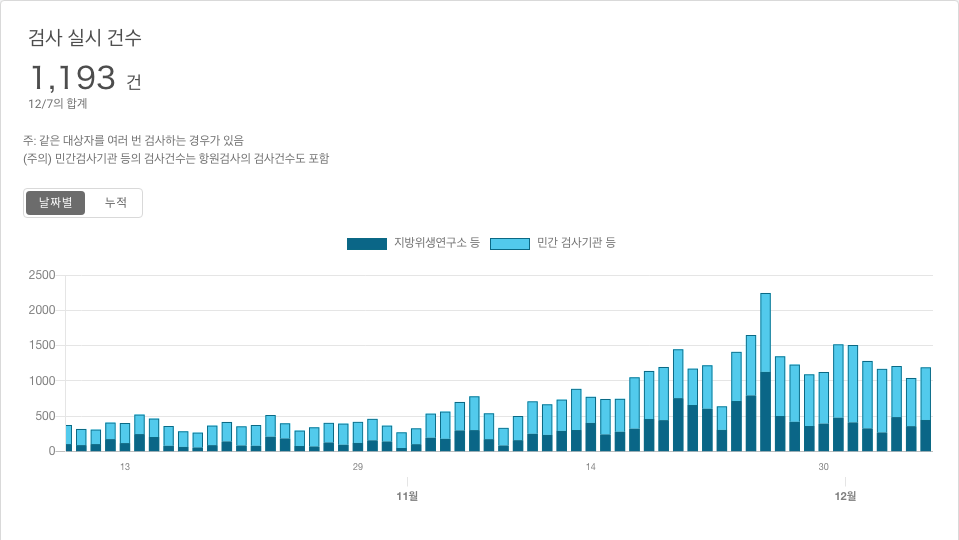 검사 실시 건수
1,193 건
12/7의 합계
주: 같은 대상자를 여러 번 검사하는 경우가 있음
(주의) 민간검사기관 등의 검사건수는 항원검사의 검사건수도 포함
날짜별 누적
지방위생연구소 등 민간 검사기관 등
2500
2000
1500
1000
500
0
13 29 14 30
11월 12월